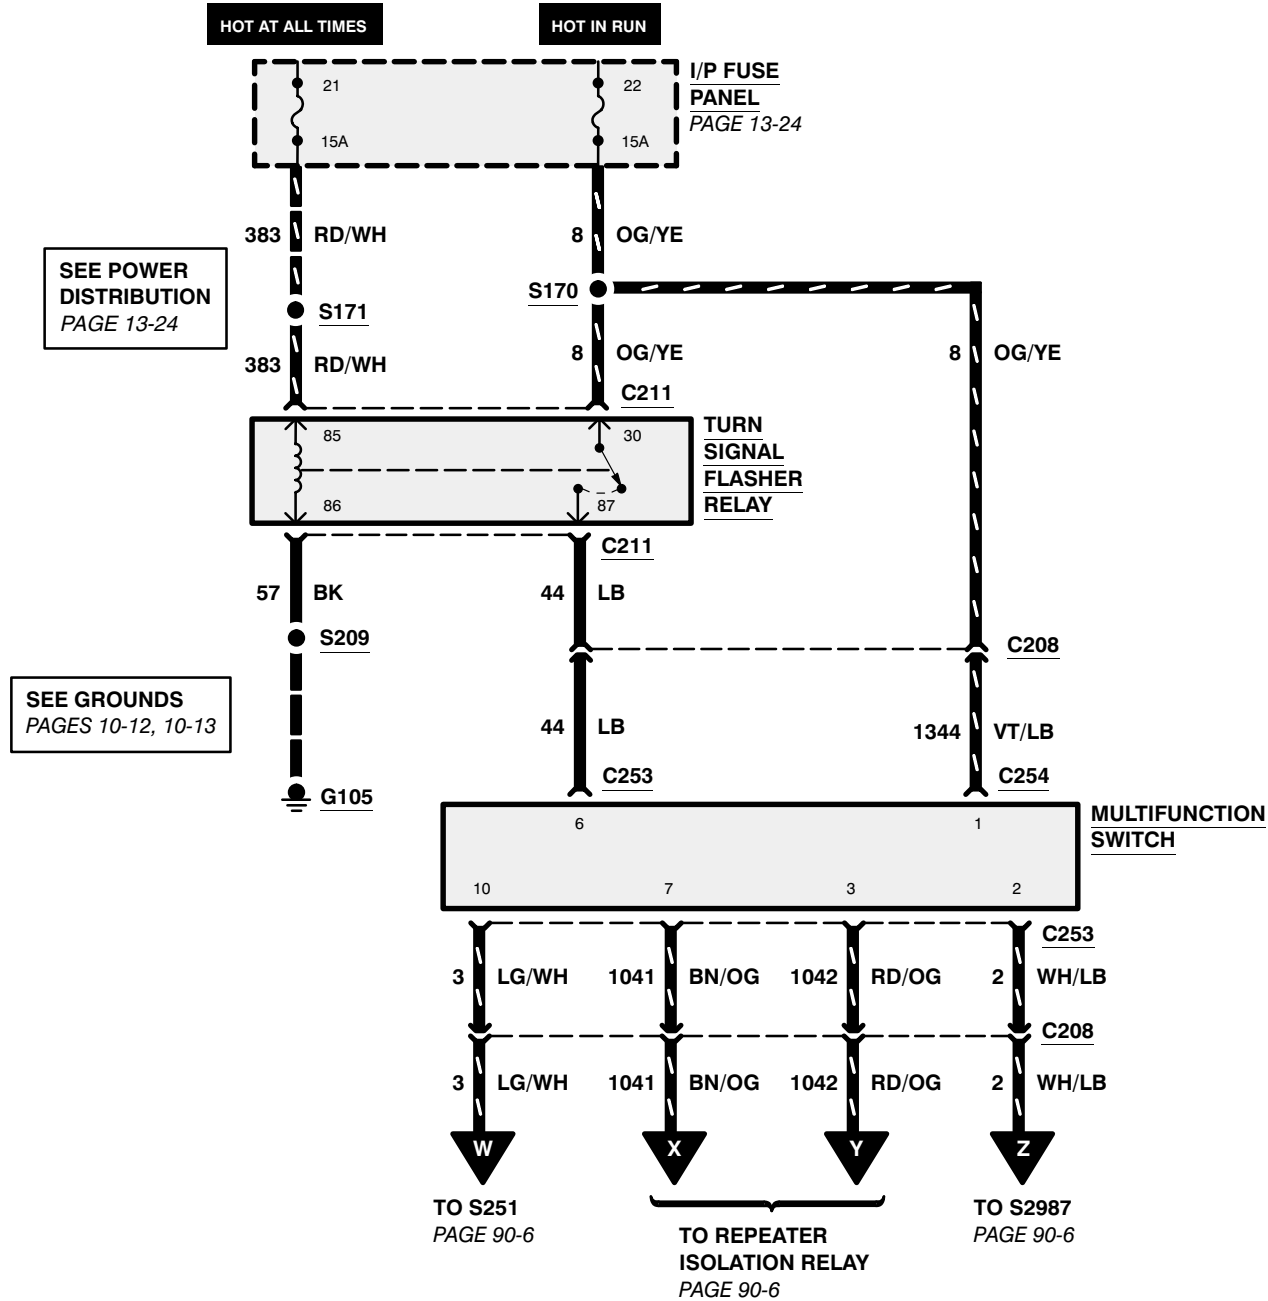 HOT AT ALL TIMES
HOT IN RUN
I/P FUSE
PANEL
PAGE 13-24
21
22
15A
15A
383 RD/WH
8 OG/YE
SEE POWER
DISTRIBUTION
PAGE 13-24
S171
S170
383 RD/WH
8 OG/YE
8 OG/YE
C211
TURN
SIGNAL
FLASHER
RELAY
85
30
86
87
C211
57 BK
44 LB
S209
C208
SEE GROUNDS
PAGES 10-12, 10-13
44 LB
1344 VT/LB
G105
C253
C254
MULTIFUNCTION
SWITCH
6
1
10
7
3
2
C253
3 LG/WH
1041 BN/OG
1042 RD/OG
2 WH/LB
C208
3 LG/WH
1041 BN/OG
1042 RD/OG
2 WH/LB
W
X
Y
Z
TO S251
PAGE 90-6
TO REPEATER
ISOLATION RELAY
PAGE 90-6
TO S2987
PAGE 90-6